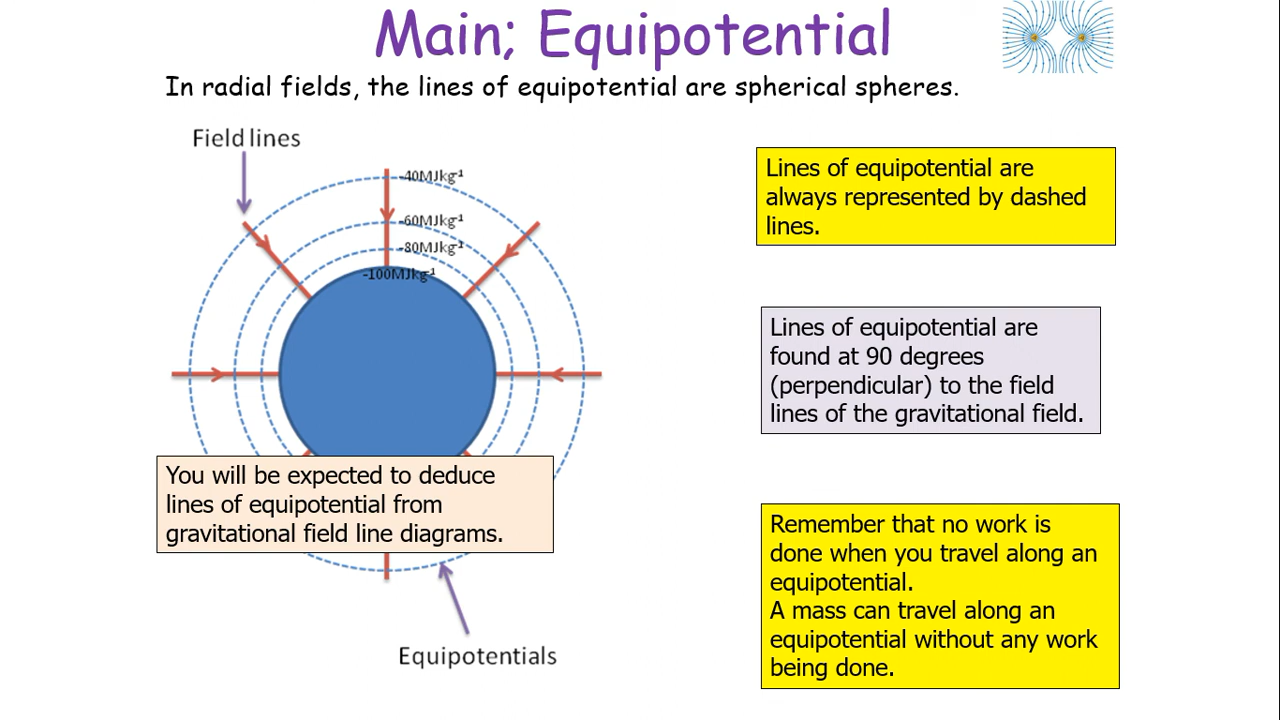 Main; Equipotential
In radial fields, the lines of equipotential are spherical spheres.
Field lines
-40MJkg⁻¹
-60MJkg⁻¹
-80MJkg⁻¹
-100MJkg⁻¹
Lines of equipotential are
always represented by dashed
lines.
Lines of equipotential are
found at 90 degrees
(perpendicular) to the field
lines of the gravitational field.
You will be expected to deduce
lines of equipotential from
gravitational field line diagrams.
Remember that no work is
done when you travel along an
equipotential.
A mass can travel along an
equipotential without any work
being done.
Equipotentials